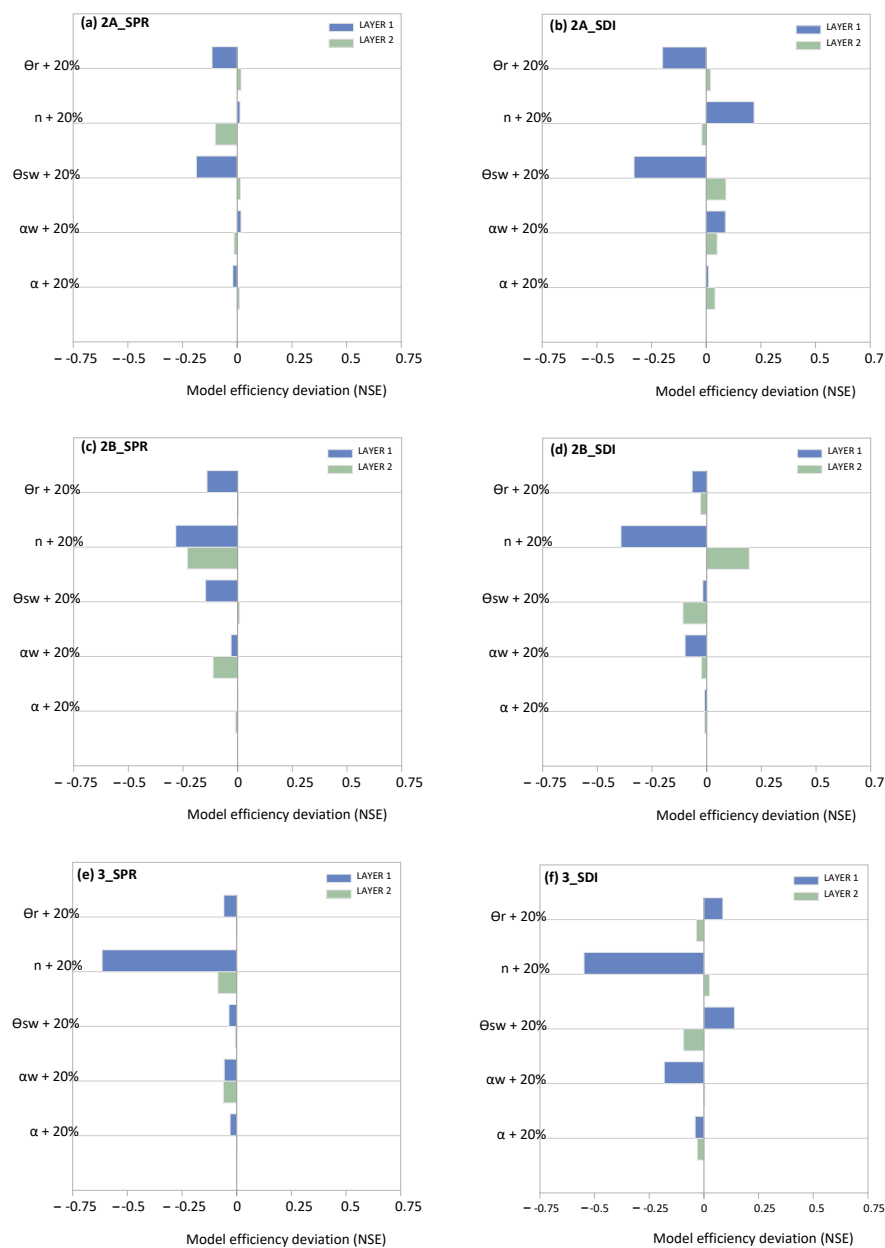 (a) 2A_SPR
LAYER 1
LAYER 2
Θr + 20%
n + 20%
Θsw + 20%
αw + 20%
α + 20%
– -0.75 – -0.5 – -0.25 0 0.25 0.5 0.75
Model efficiency deviation (NSE)
(b) 2A_SDI
LAYER 1
LAYER 2
Θr + 20%
n + 20%
Θsw + 20%
αw + 20%
α + 20%
– -0.75 – -0.5 – -0.25 0 0.25 0.5 0.7
Model efficiency deviation (NSE)
(c) 2B_SPR
LAYER 1
LAYER 2
Θr + 20%
n + 20%
Θsw + 20%
αw + 20%
α + 20%
– -0.75 – -0.5 – -0.25 0 0.25 0.5 0.75
Model efficiency deviation (NSE)
(d) 2B_SDI
LAYER 1
LAYER 2
Θr + 20%
n + 20%
Θsw + 20%
αw + 20%
α + 20%
– -0.75 – -0.5 – -0.25 0 0.25 0.5 0.7
Model efficiency deviation (NSE)
(e) 3_SPR
LAYER 1
LAYER 2
Θr + 20%
n + 20%
Θsw + 20%
αw + 20%
α + 20%
– -0.75 – -0.5 – -0.25 0 0.25 0.5 0.75
Model efficiency deviation (NSE)
(f) 3_SDI
LAYER 1
LAYER 2
Θr + 20%
n + 20%
Θsw + 20%
αw + 20%
α + 20%
– -0.75 – -0.5 – -0.25 0 0.25 0.5 0.75
Model efficiency deviation (NSE)